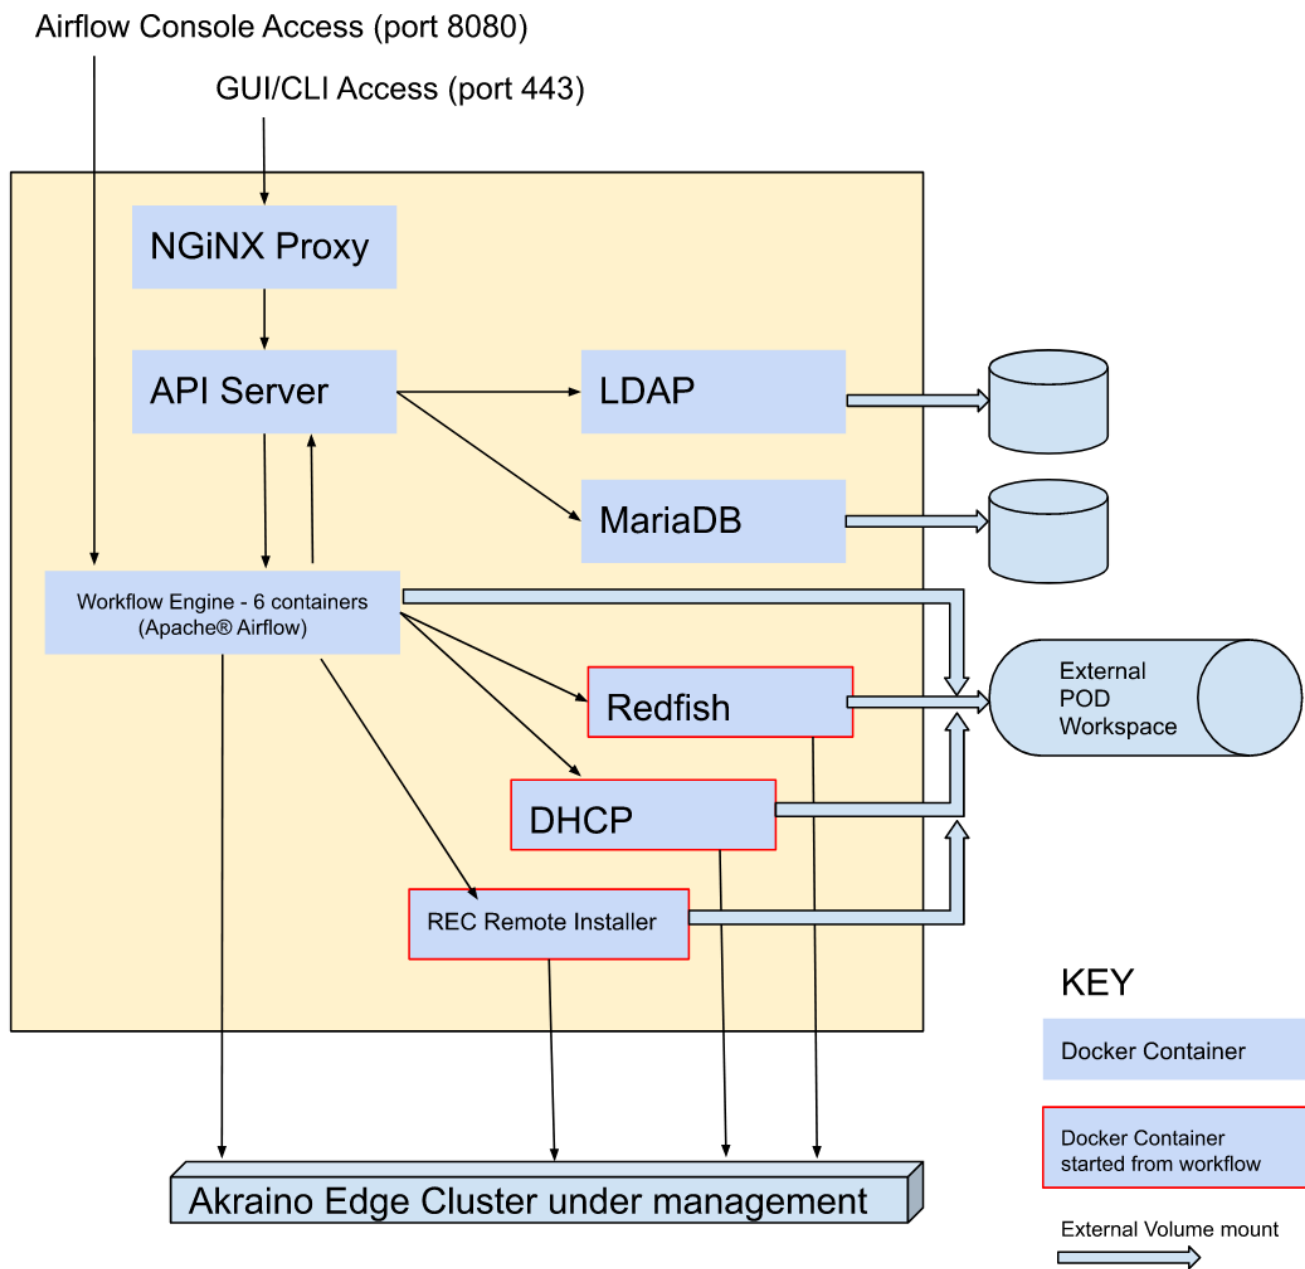 Airflow Console Access (port 8080)
GUI/CLI Access (port 443)
NGiNX Proxy
API Server
LDAP
MariaDB
Workflow Engine - 6 containers
(Apache® Airflow)
Redfish
External
POD
Workspace
DHCP
REC Remote Installer
KEY
Docker Container
Docker Container
started from workflow
Akraino Edge Cluster under management
External Volume mount